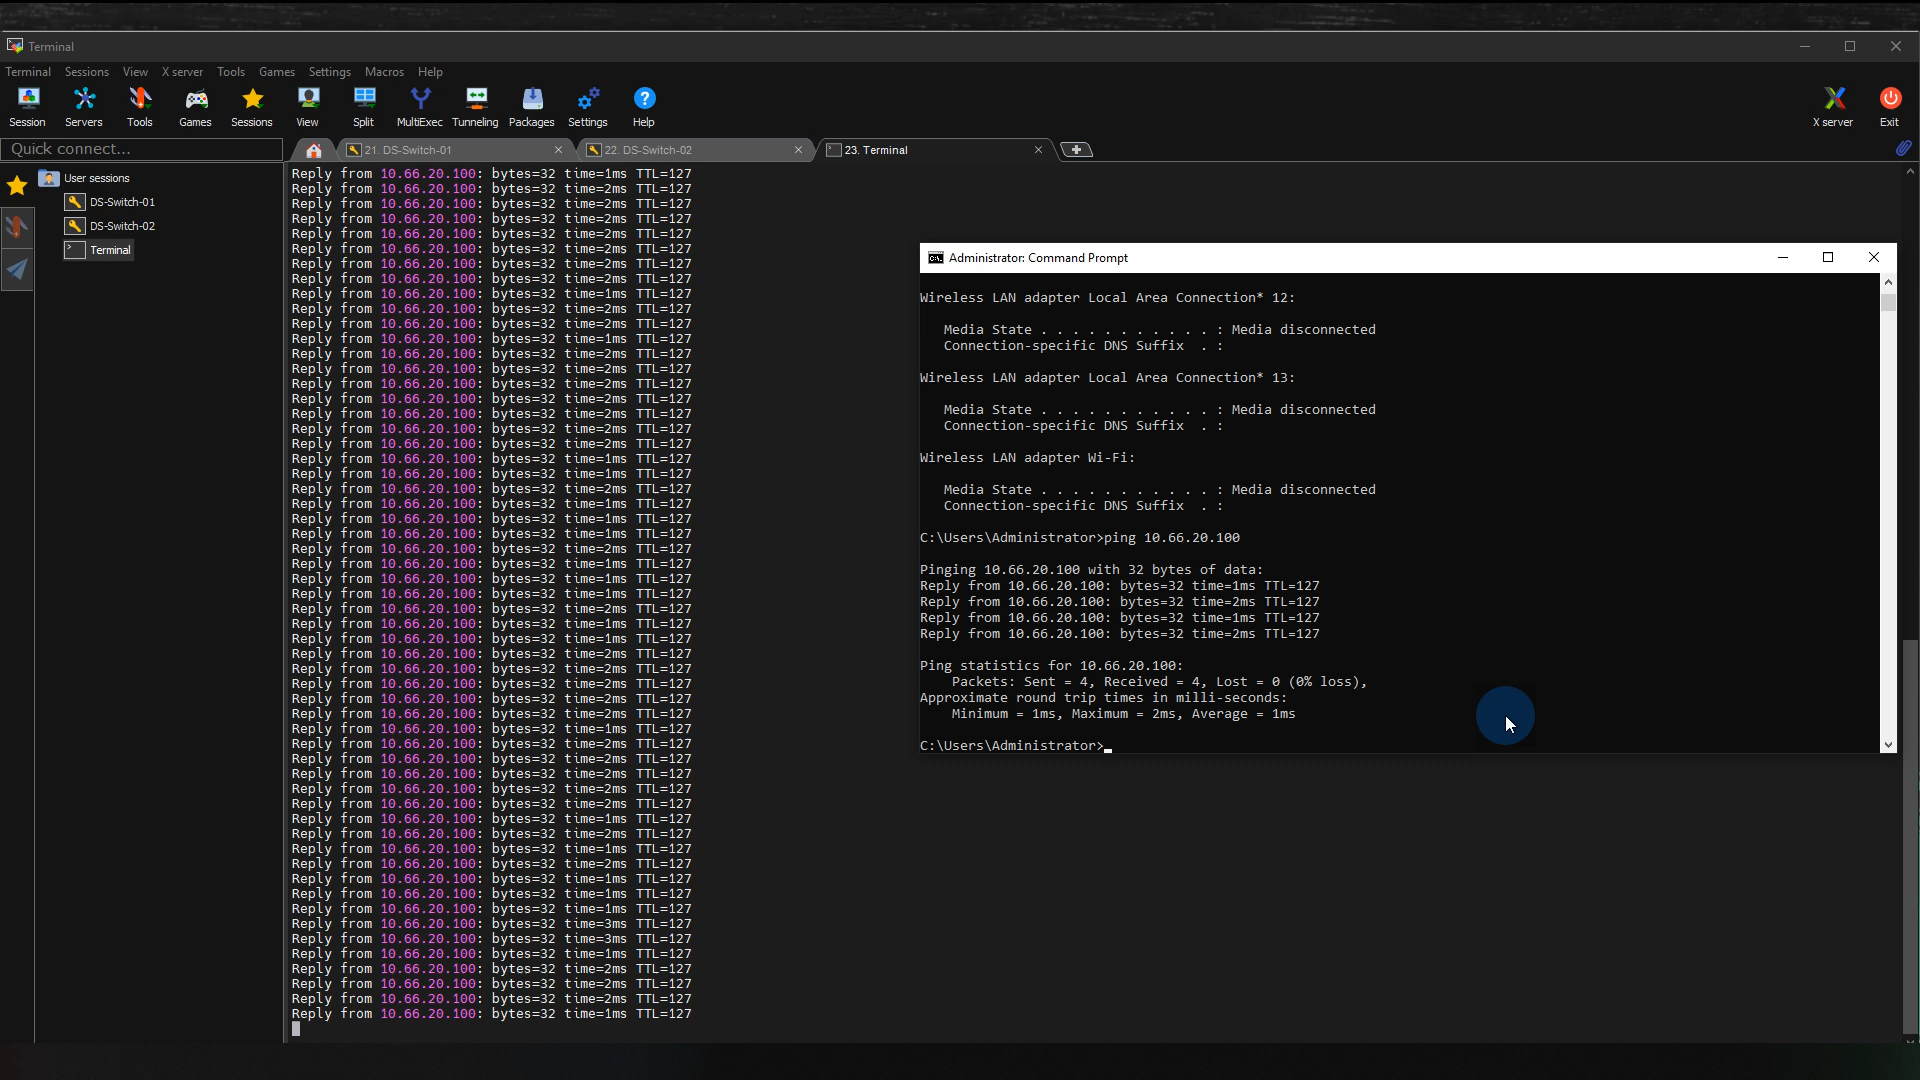 Terminal
Terminal Sessions View X server Tools Games Settings Macros Help
Session Servers Tools Games Sessions View Split MultiExec Tunneling Packages Settings Help X server Exit
Quick connect...
21. DS-Switch-01
22. DS-Switch-02
23. Terminal
User sessions
DS-Switch-01
DS-Switch-02
Terminal
Reply from 10.66.20.100: bytes=32 time=1ms TTL=127
Reply from 10.66.20.100: bytes=32 time=2ms TTL=127
Reply from 10.66.20.100: bytes=32 time=2ms TTL=127
Reply from 10.66.20.100: bytes=32 time=2ms TTL=127
Reply from 10.66.20.100: bytes=32 time=2ms TTL=127
Reply from 10.66.20.100: bytes=32 time=2ms TTL=127
Reply from 10.66.20.100: bytes=32 time=2ms TTL=127
Reply from 10.66.20.100: bytes=32 time=2ms TTL=127
Reply from 10.66.20.100: bytes=32 time=1ms TTL=127
Reply from 10.66.20.100: bytes=32 time=2ms TTL=127
Reply from 10.66.20.100: bytes=32 time=2ms TTL=127
Reply from 10.66.20.100: bytes=32 time=1ms TTL=127
Reply from 10.66.20.100: bytes=32 time=2ms TTL=127
Reply from 10.66.20.100: bytes=32 time=2ms TTL=127
Reply from 10.66.20.100: bytes=32 time=2ms TTL=127
Reply from 10.66.20.100: bytes=32 time=2ms TTL=127
Reply from 10.66.20.100: bytes=32 time=2ms TTL=127
Reply from 10.66.20.100: bytes=32 time=2ms TTL=127
Reply from 10.66.20.100: bytes=32 time=2ms TTL=127
Reply from 10.66.20.100: bytes=32 time=1ms TTL=127
Reply from 10.66.20.100: bytes=32 time=1ms TTL=127
Reply from 10.66.20.100: bytes=32 time=2ms TTL=127
Reply from 10.66.20.100: bytes=32 time=1ms TTL=127
Reply from 10.66.20.100: bytes=32 time=1ms TTL=127
Reply from 10.66.20.100: bytes=32 time=1ms TTL=127
Reply from 10.66.20.100: bytes=32 time=2ms TTL=127
Reply from 10.66.20.100: bytes=32 time=1ms TTL=127
Reply from 10.66.20.100: bytes=32 time=1ms TTL=127
Reply from 10.66.20.100: bytes=32 time=1ms TTL=127
Reply from 10.66.20.100: bytes=32 time=2ms TTL=127
Reply from 10.66.20.100: bytes=32 time=1ms TTL=127
Reply from 10.66.20.100: bytes=32 time=1ms TTL=127
Reply from 10.66.20.100: bytes=32 time=2ms TTL=127
Reply from 10.66.20.100: bytes=32 time=2ms TTL=127
Reply from 10.66.20.100: bytes=32 time=2ms TTL=127
Reply from 10.66.20.100: bytes=32 time=2ms TTL=127
Reply from 10.66.20.100: bytes=32 time=2ms TTL=127
Reply from 10.66.20.100: bytes=32 time=1ms TTL=127
Reply from 10.66.20.100: bytes=32 time=2ms TTL=127
Reply from 10.66.20.100: bytes=32 time=2ms TTL=127
Reply from 10.66.20.100: bytes=32 time=2ms TTL=127
Reply from 10.66.20.100: bytes=32 time=2ms TTL=127
Reply from 10.66.20.100: bytes=32 time=2ms TTL=127
Reply from 10.66.20.100: bytes=32 time=1ms TTL=127
Reply from 10.66.20.100: bytes=32 time=2ms TTL=127
Reply from 10.66.20.100: bytes=32 time=1ms TTL=127
Reply from 10.66.20.100: bytes=32 time=2ms TTL=127
Reply from 10.66.20.100: bytes=32 time=1ms TTL=127
Reply from 10.66.20.100: bytes=32 time=1ms TTL=127
Reply from 10.66.20.100: bytes=32 time=1ms TTL=127
Reply from 10.66.20.100: bytes=32 time=3ms TTL=127
Reply from 10.66.20.100: bytes=32 time=3ms TTL=127
Reply from 10.66.20.100: bytes=32 time=1ms TTL=127
Reply from 10.66.20.100: bytes=32 time=2ms TTL=127
Reply from 10.66.20.100: bytes=32 time=2ms TTL=127
Reply from 10.66.20.100: bytes=32 time=2ms TTL=127
Reply from 10.66.20.100: bytes=32 time=1ms TTL=127
Administrator: Command Prompt
Wireless LAN adapter Local Area Connection* 12:
Media State . . . . . . . . . . . : Media disconnected
Connection-specific DNS Suffix . :
Wireless LAN adapter Local Area Connection* 13:
Media State . . . . . . . . . . . : Media disconnected
Connection-specific DNS Suffix . :
Wireless LAN adapter Wi-Fi:
Media State . . . . . . . . . . . : Media disconnected
Connection-specific DNS Suffix . :
C:\Users\Administrator>ping 10.66.20.100
Pinging 10.66.20.100 with 32 bytes of data:
Reply from 10.66.20.100: bytes=32 time=1ms TTL=127
Reply from 10.66.20.100: bytes=32 time=2ms TTL=127
Reply from 10.66.20.100: bytes=32 time=1ms TTL=127
Reply from 10.66.20.100: bytes=32 time=2ms TTL=127
Ping statistics for 10.66.20.100:
Packets: Sent = 4, Received = 4, Lost = 0 (0% loss),
Approximate round trip times in milli-seconds:
Minimum = 1ms, Maximum = 2ms, Average = 1ms
C:\Users\Administrator>